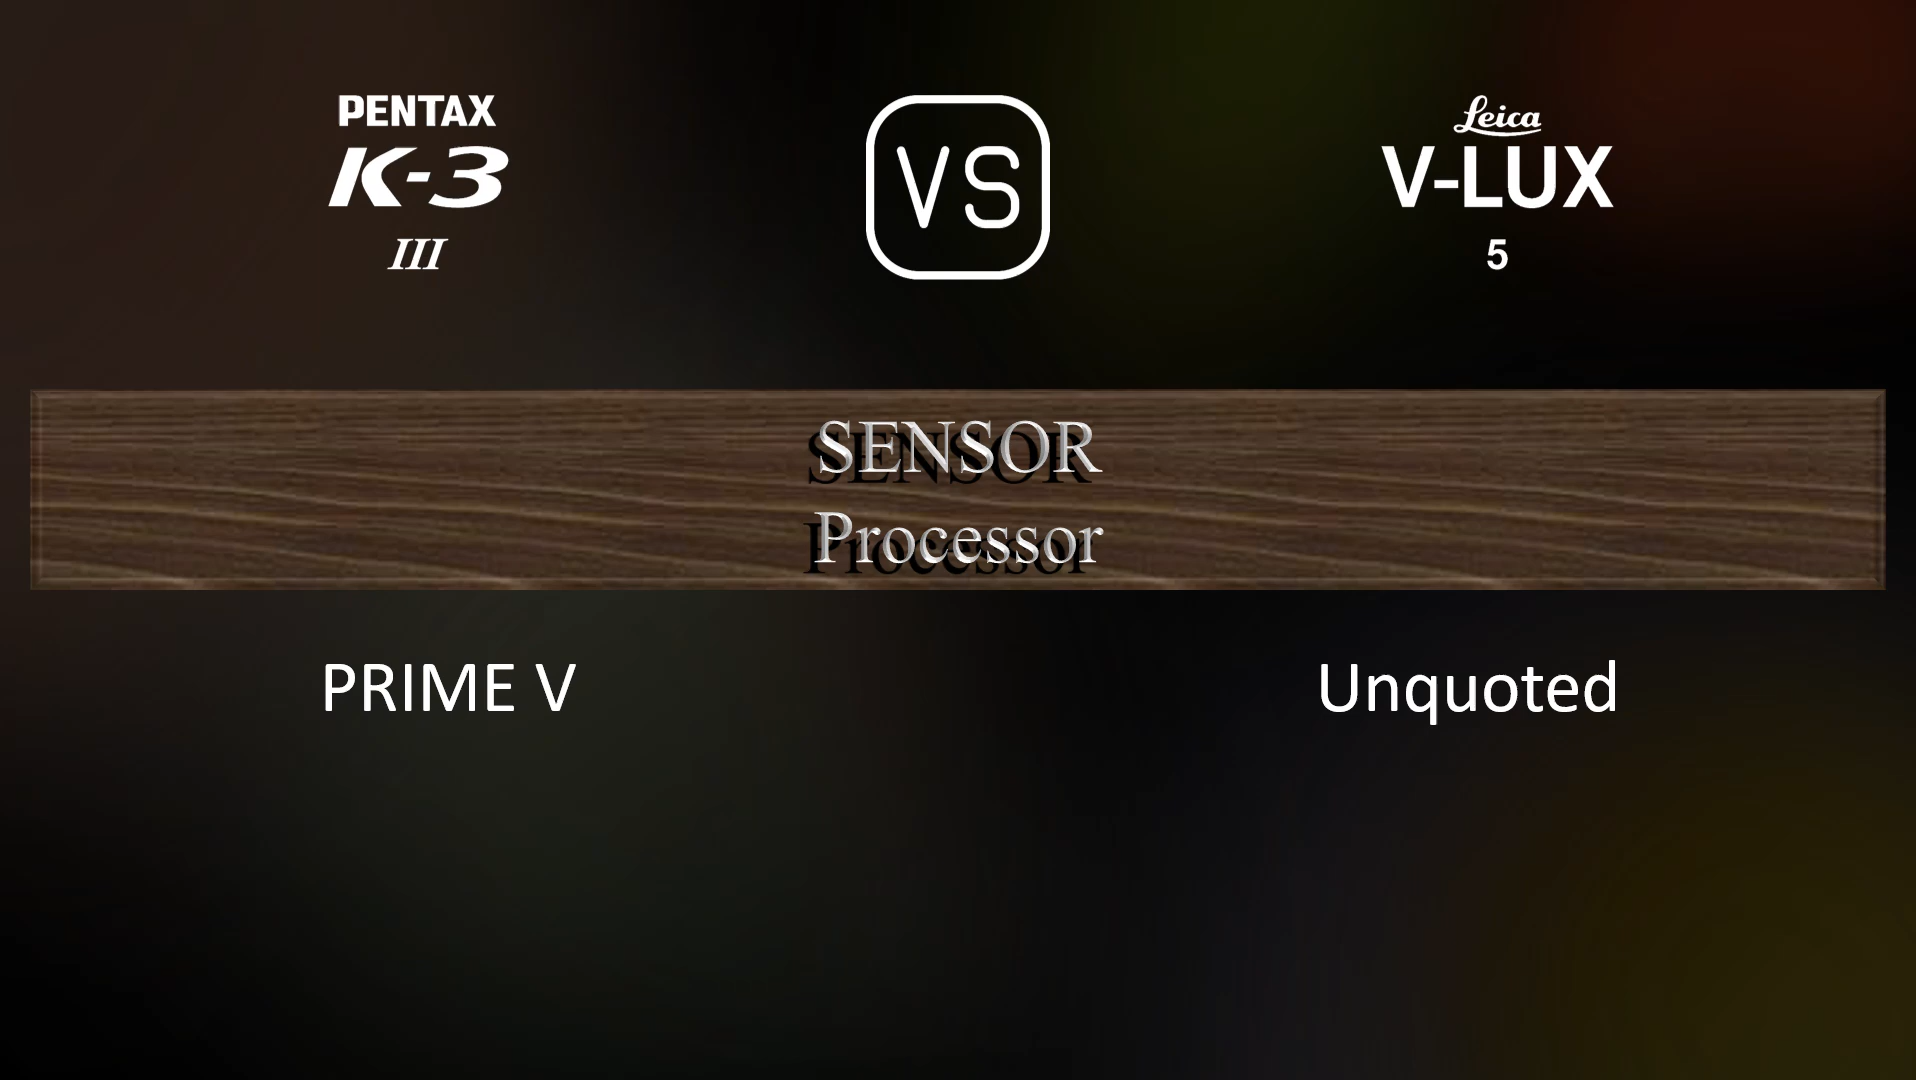 PENTAX
K-3
III
VS
Leica
V-LUX
5
SENSOR
Processor
PRIME V
Unquoted